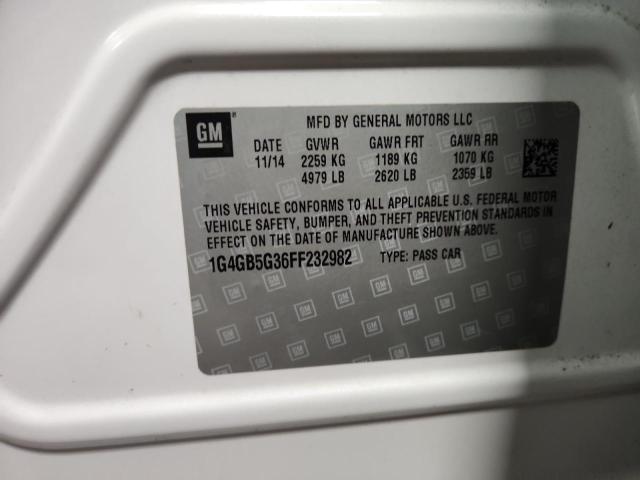 GM
MFD BY GENERAL MOTORS LLC
DATE GVWR GAWR FRT GAWR RR
11/14 2259 KG 1189 KG 1070 KG
4979 LB 2620 LB 2359 LB
THIS VEHICLE CONFORMS TO ALL APPLICABLE U.S. FEDERAL MOTOR
VEHICLE SAFETY, BUMPER, AND THEFT PREVENTION STANDARDS IN
EFFECT ON THE DATE OF MANUFACTURE SHOWN ABOVE.
1G4GB5G36FF232982 TYPE: PASS CAR